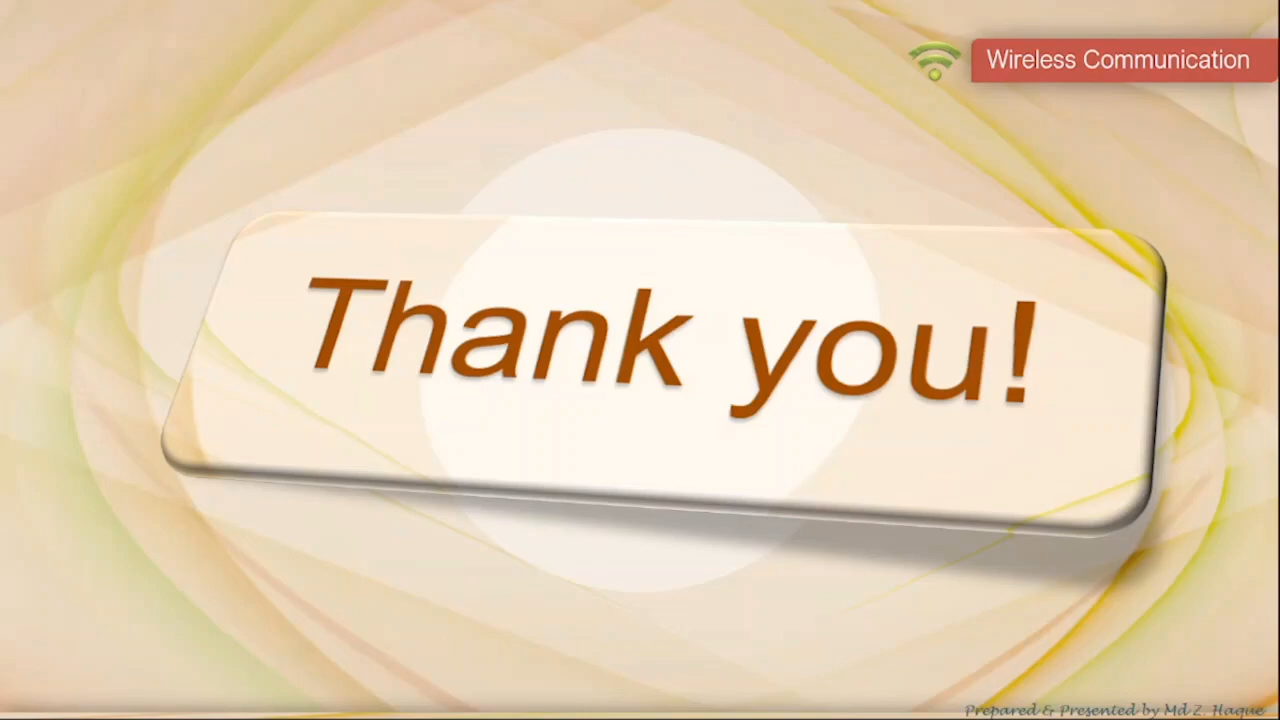 Wireless Communication
Thank you!
Prepared & Presented by Md Z. Haque